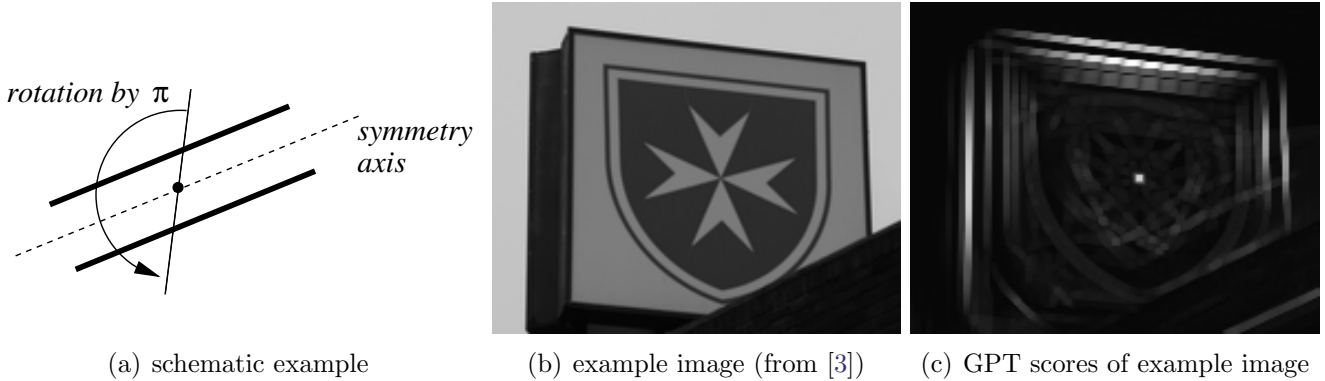 rotation by π
symmetry
axis
(a) schematic example
(b) example image (from [3])
(c) GPT scores of example image